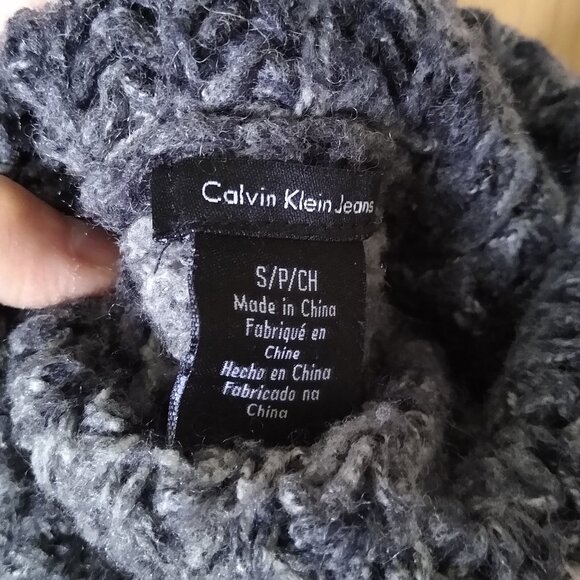 Calvin Klein Jeans
S/P/CH
Made in China
Fabriqué en
Chine
Hecho en China
Fabricado na
China